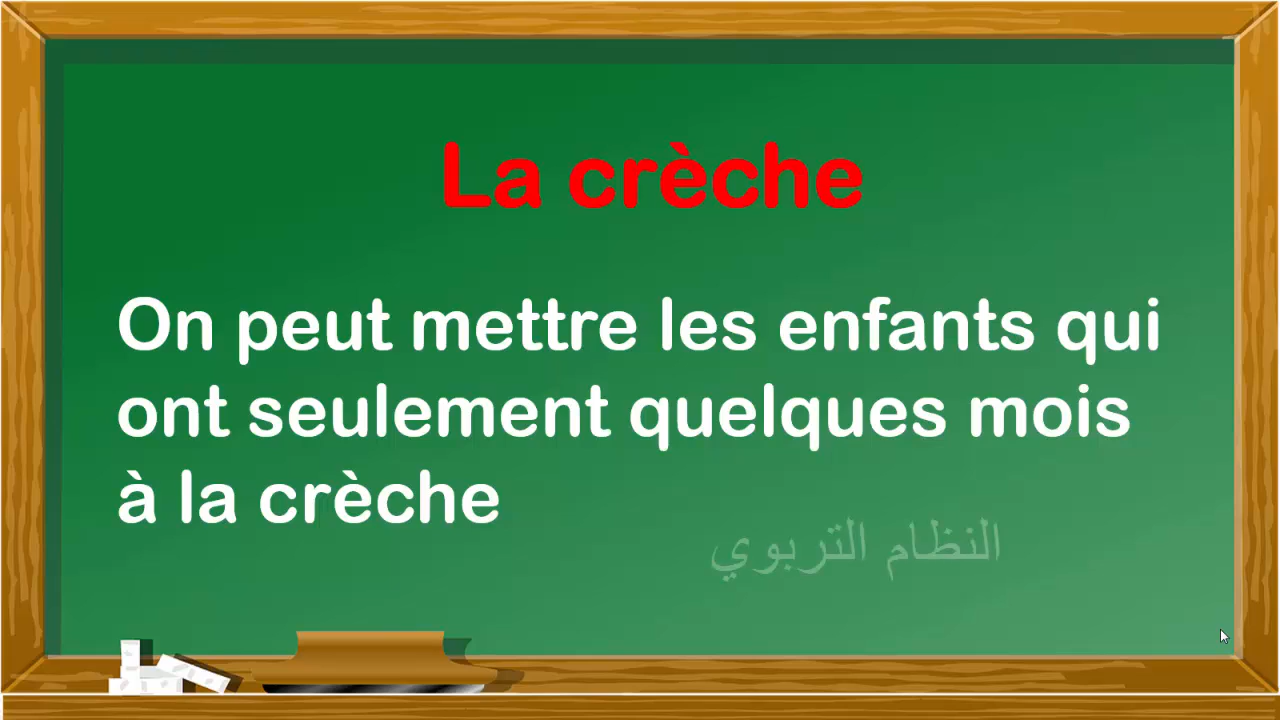 La crèche
On peut mettre les enfants qui
ont seulement quelques mois
à la crèche
النظام التربوي